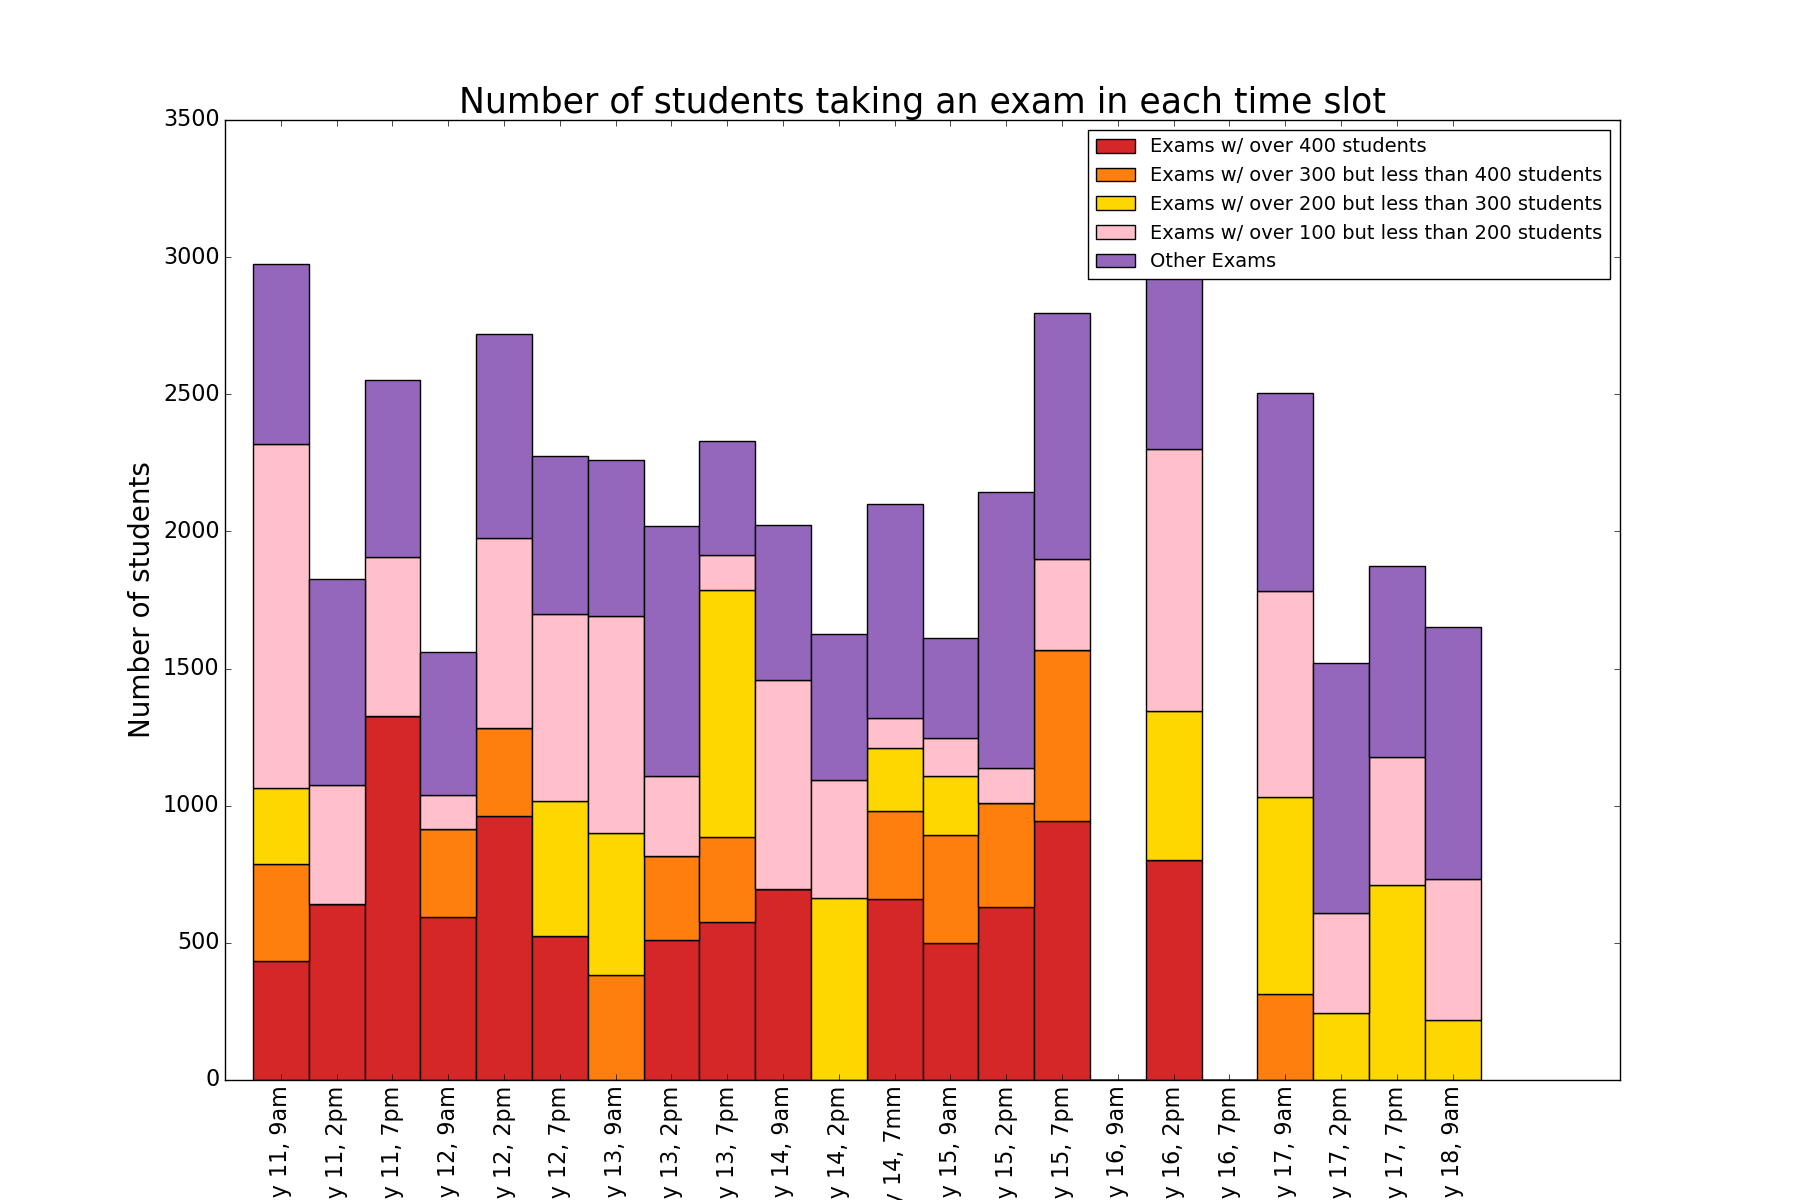 Number of students taking an exam in each time slot
3500
3000
2500
2000
1500
1000
500
0
Number of students
Exams w/ over 400 students
Exams w/ over 300 but less than 400 students
Exams w/ over 200 but less than 300 students
Exams w/ over 100 but less than 200 students
Other Exams
y 11, 9am
y 11, 2pm
y 11, 7pm
y 12, 9am
y 12, 2pm
y 12, 7pm
y 13, 9am
y 13, 2pm
y 13, 7pm
y 14, 9am
y 14, 2pm
y 14, 7mm
y 15, 9am
y 15, 2pm
y 15, 7pm
y 16, 9am
y 16, 2pm
y 16, 7pm
y 17, 9am
y 17, 2pm
y 17, 7pm
y 18, 9am